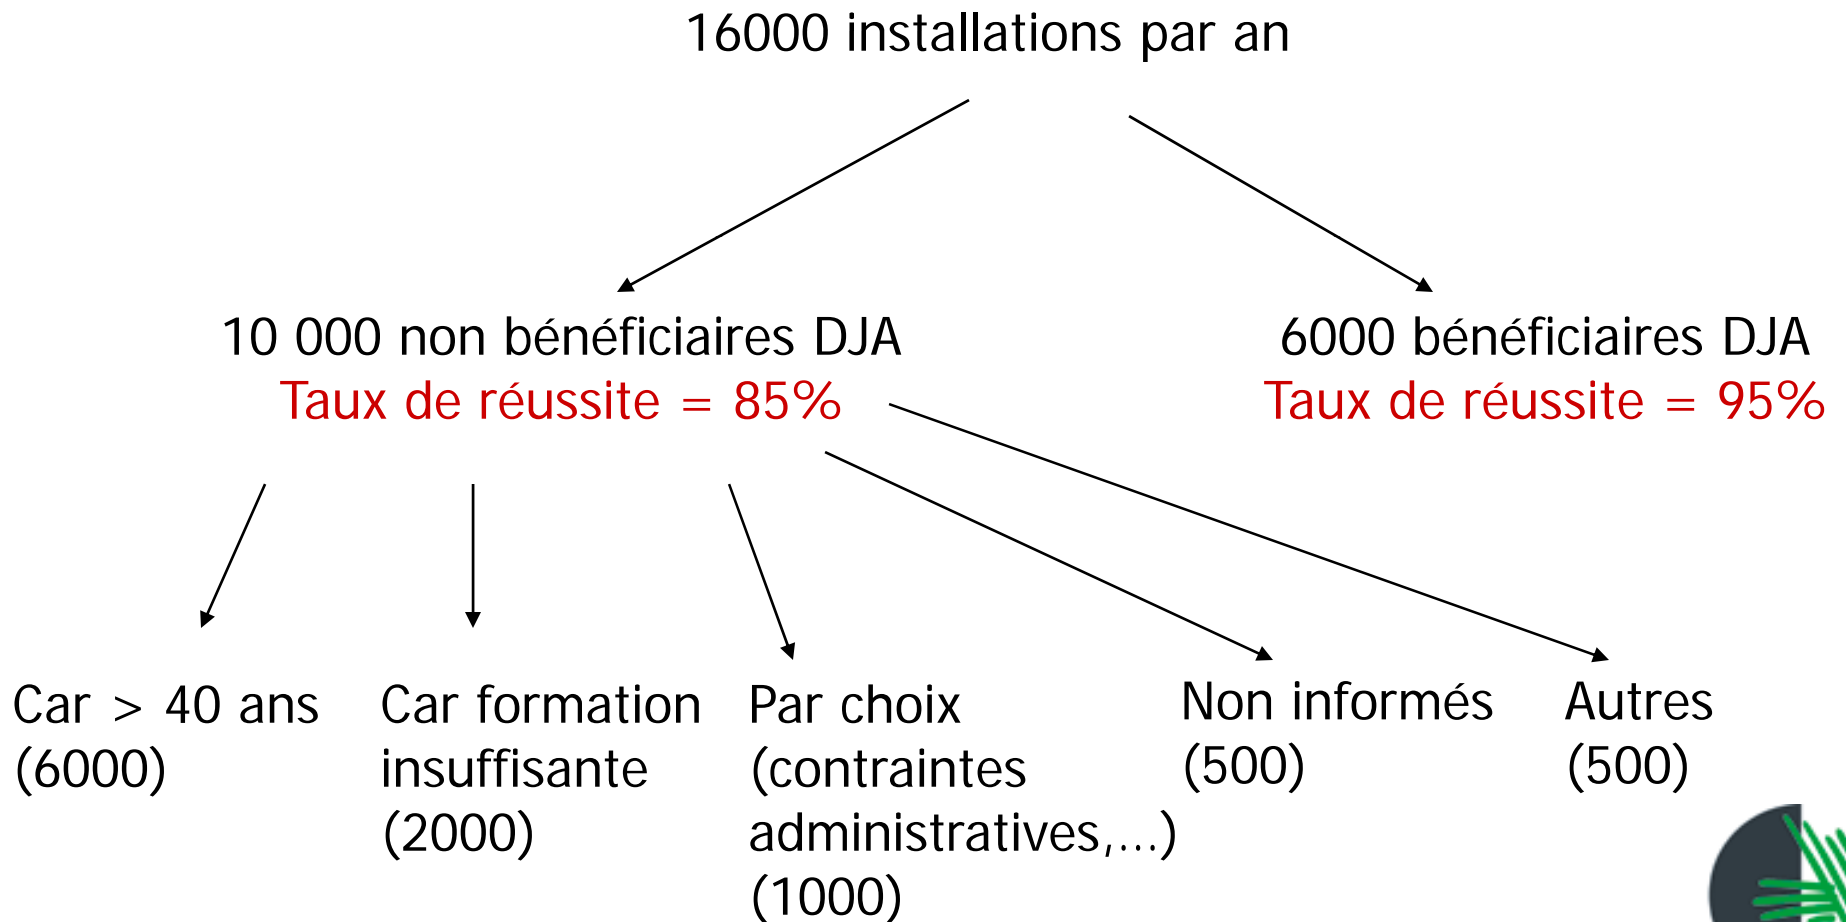 16000 installations par an
10 000 non bénéficiaires DJA
Taux de réussite = 85%
6000 bénéficiaires DJA
Taux de réussite = 95%
Car > 40 ans
(6000)
Car formation
insuffisante
(2000)
Par choix
(contraintes
administratives,...)
(1000)
Non informés
(500)
Autres
(500)